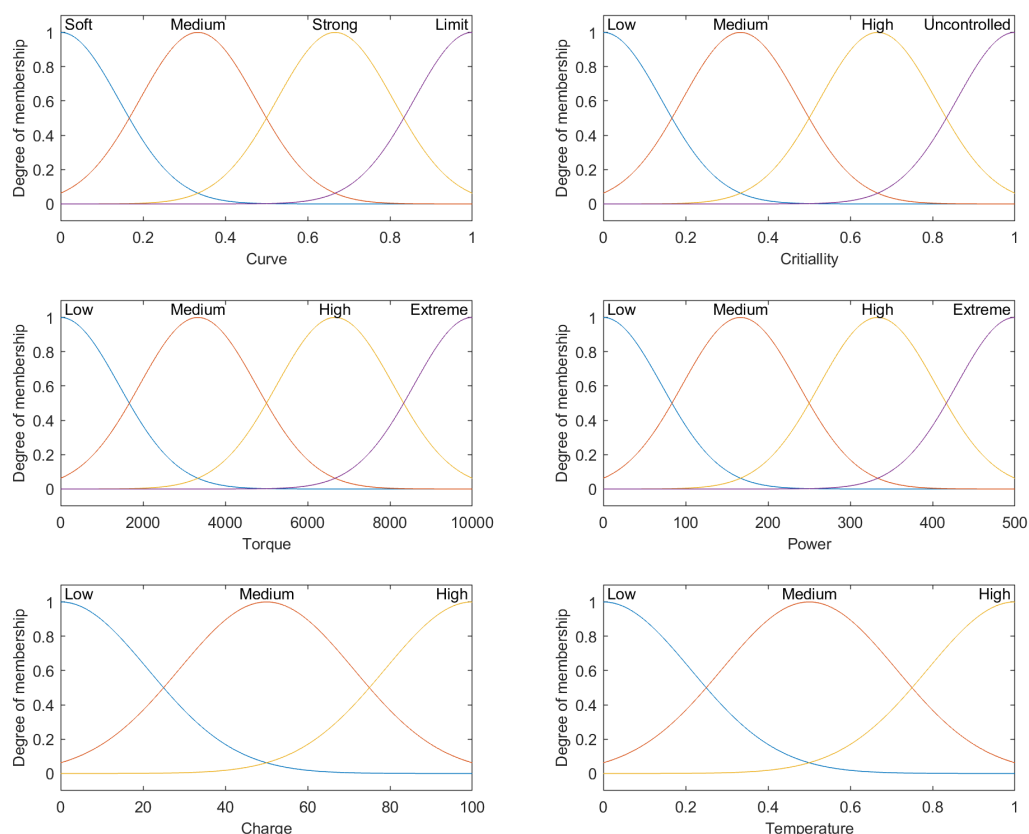 Soft Medium Strong Limit
1
0.8
0.6
0.4
0.2
0
Degree of membership
0 0.2 0.4 0.6 0.8 1
Curve
Low Medium High Uncontrolled
1
0.8
0.6
0.4
0.2
0
Degree of membership
0 0.2 0.4 0.6 0.8 1
Critiallity
Low Medium High Extreme
1
0.8
0.6
0.4
0.2
0
Degree of membership
0 2000 4000 6000 8000 10000
Torque
Low Medium High Extreme
1
0.8
0.6
0.4
0.2
0
Degree of membership
0 100 200 300 400 500
Power
Low Medium High
1
0.8
0.6
0.4
0.2
0
Degree of membership
0 20 40 60 80 100
Charge
Low Medium High
1
0.8
0.6
0.4
0.2
0
Degree of membership
0 0.2 0.4 0.6 0.8 1
Temperature